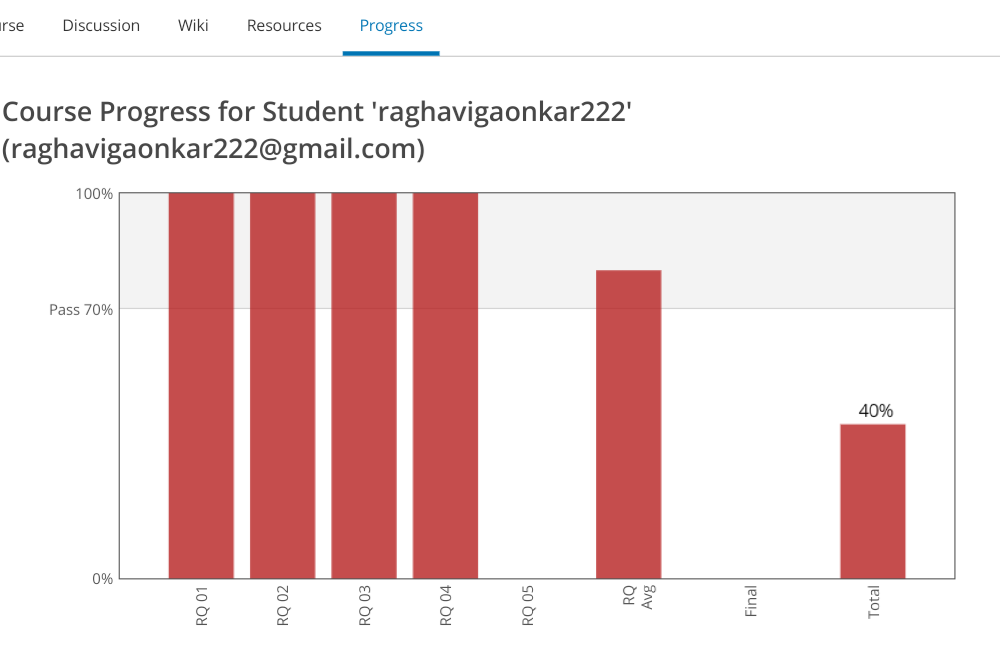 Discussion Wiki Resources Progress
Course Progress for Student 'raghavigaonkar222'
(raghavigaonkar222@gmail.com)
100%
Pass 70%
40%
0%
RQ 01
RQ 02
RQ 03
RQ 04
RQ 05
RQ
Avg
Final
Total